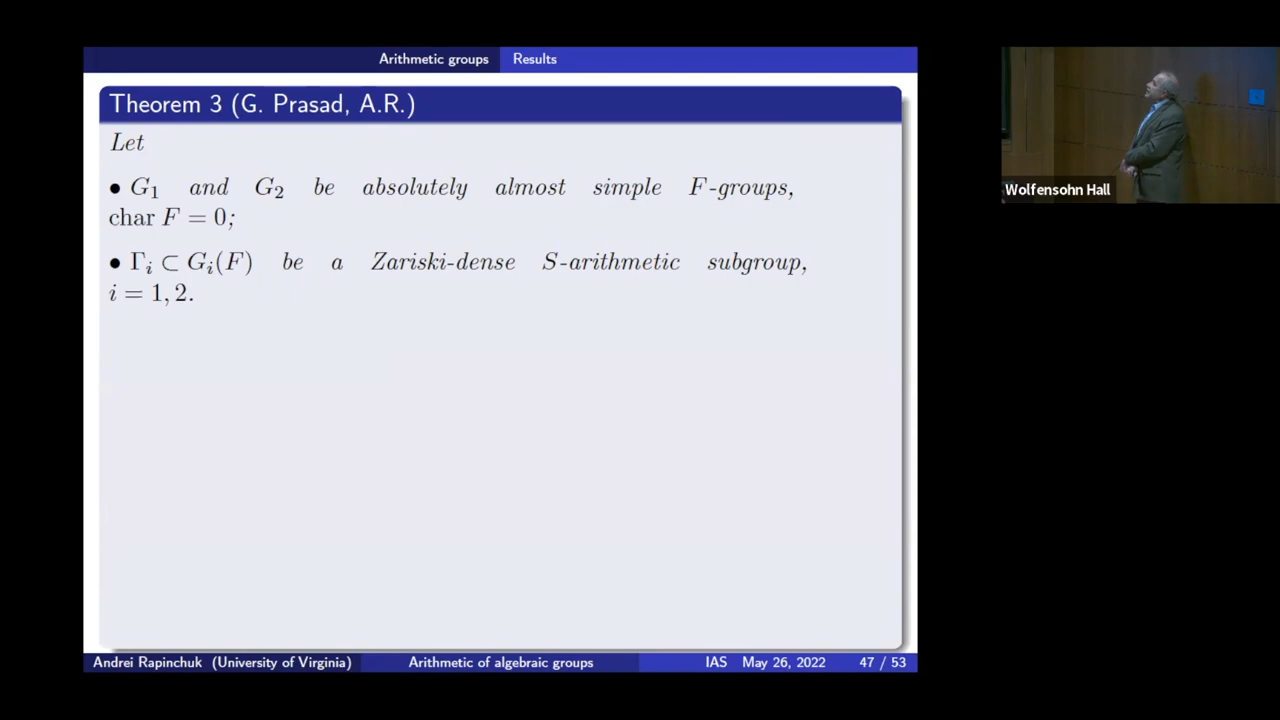 Arithmetic groups Results
Theorem 3 (G. Prasad, A.R.)
Let
• G₁ and G₂ be absolutely almost simple F-groups,
char F = 0;
• Γᵢ ⊂ Gᵢ(F) be a Zariski-dense S-arithmetic subgroup,
i = 1, 2.
Wolfensohn Hall
Andrei Rapinchuk (University of Virginia) Arithmetic of algebraic groups IAS May 26, 2022 47 / 53